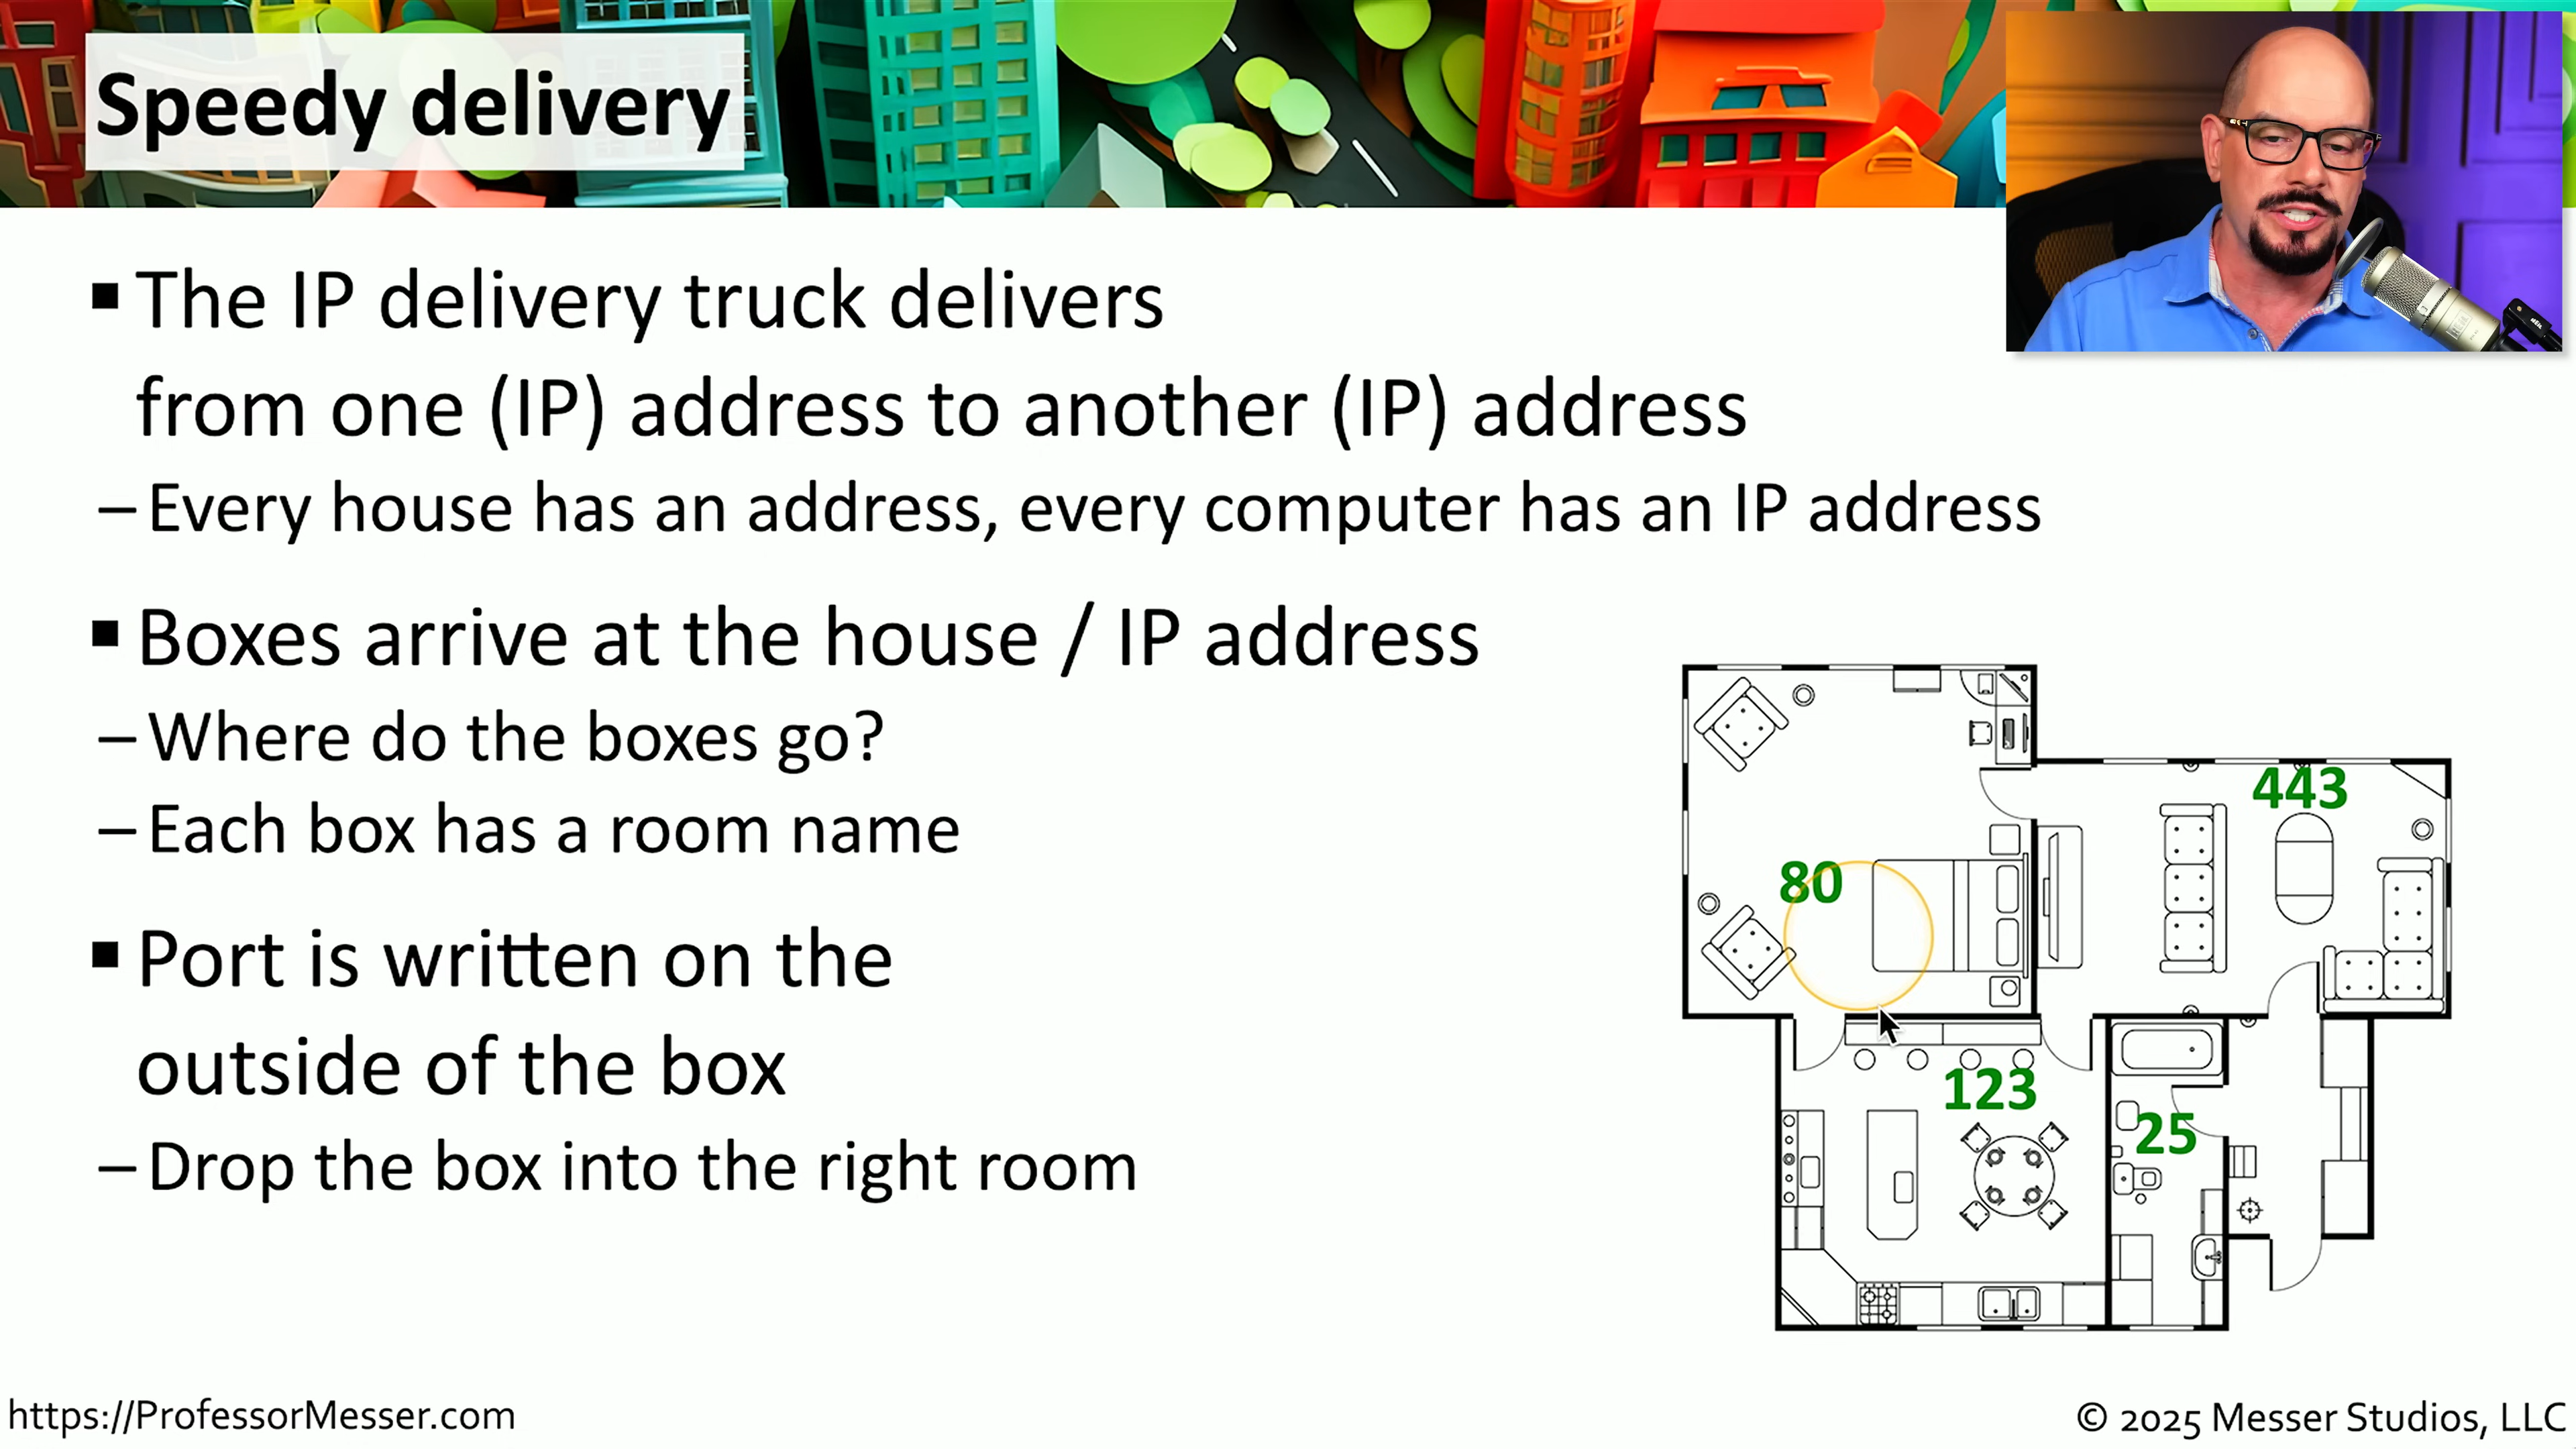 Speedy delivery
▪ The IP delivery truck delivers
from one (IP) address to another (IP) address
– Every house has an address, every computer has an IP address
▪ Boxes arrive at the house / IP address
– Where do the boxes go?
– Each box has a room name
▪ Port is written on the
outside of the box
– Drop the box into the right room
443
80
123
25
https://ProfessorMesser.com
© 2025 Messer Studios, LLC